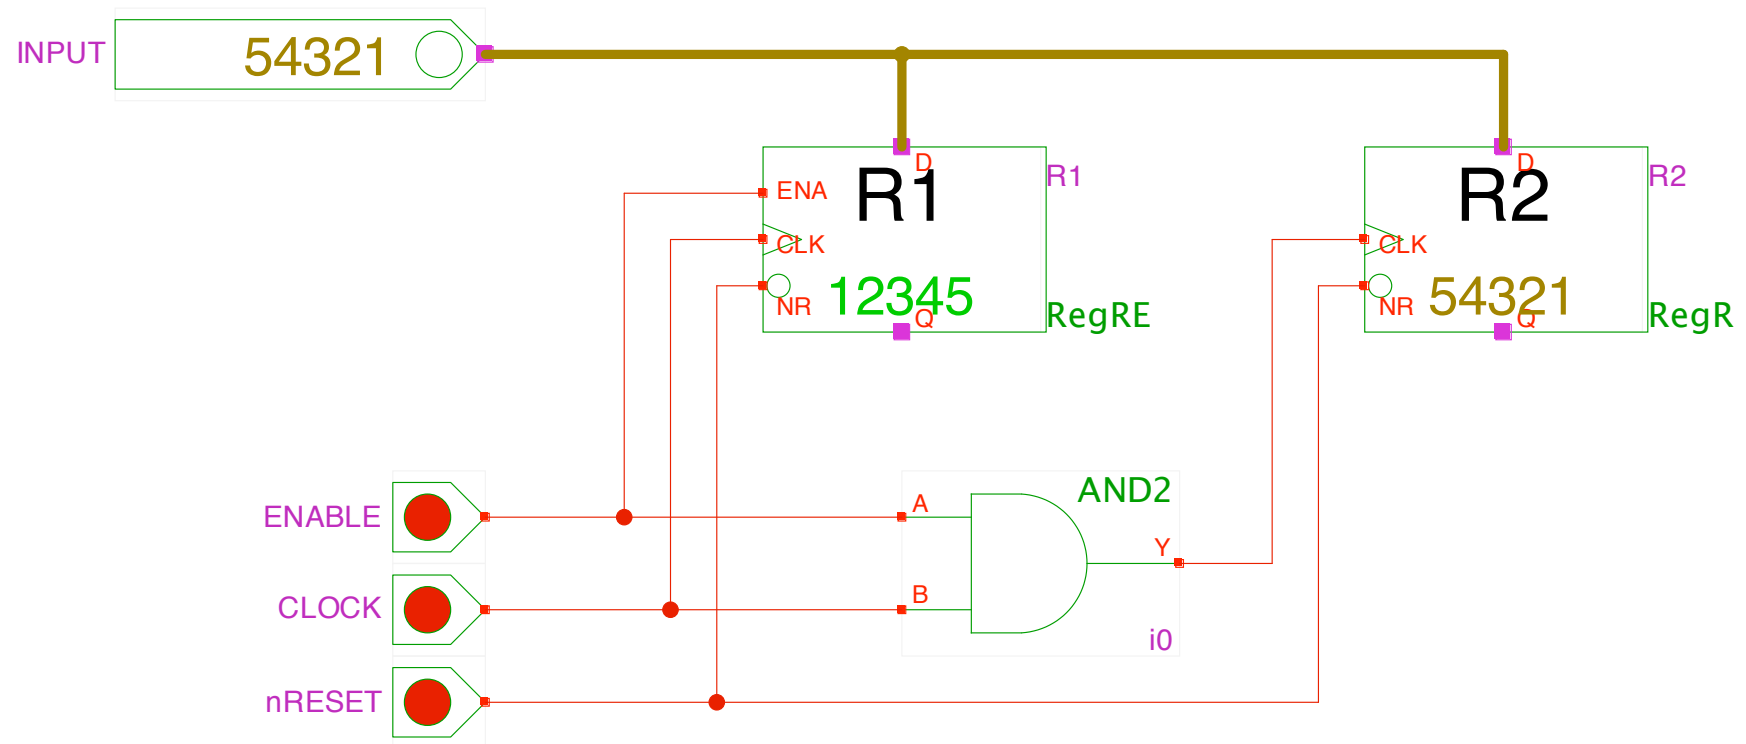 INPUT 54321
D D
R1 R1 R2 R2
ENA
CLK CLK
NR 12345 RegRE NR 54321 RegR
Q Q
ENABLE A AND2
Y
CLOCK B
i0
nRESET